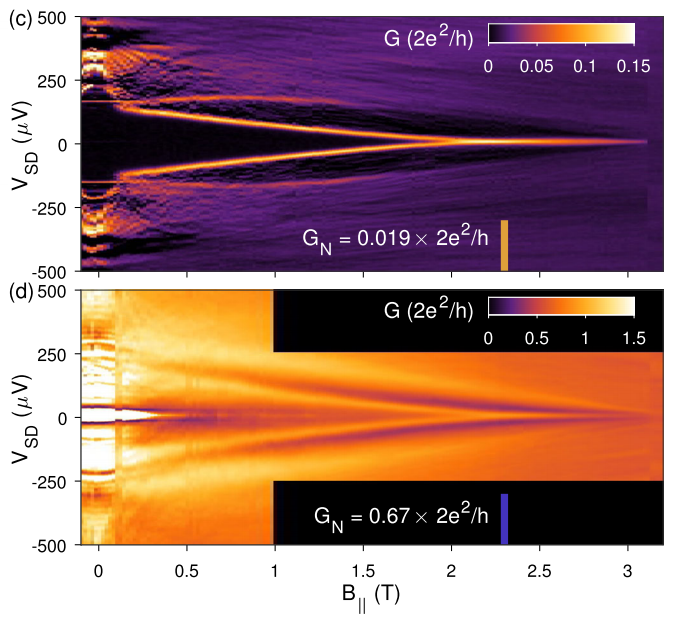 (c)
500
250
0
-250
-500
V_SD (μV)
G (2e²/h)
0 0.05 0.1 0.15
G_N = 0.019 × 2e²/h
(d)
500
250
0
-250
-500
V_SD (μV)
G (2e²/h)
0 0.5 1 1.5
G_N = 0.67 × 2e²/h
0 0.5 1 1.5 2 2.5 3
B_|| (T)